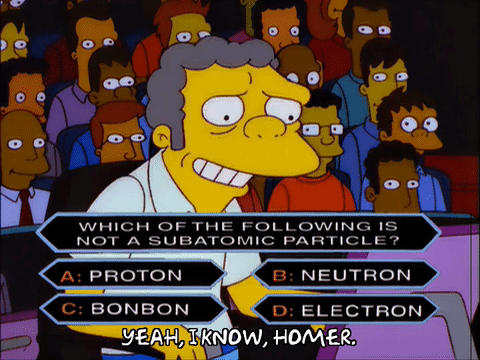 WHICH OF THE FOLLOWING IS
NOT A SUBATOMIC PARTICLE?
A: PROTON
B: NEUTRON
C: BONBON
D: ELECTRON
YEAH, I KNOW, HOMER.